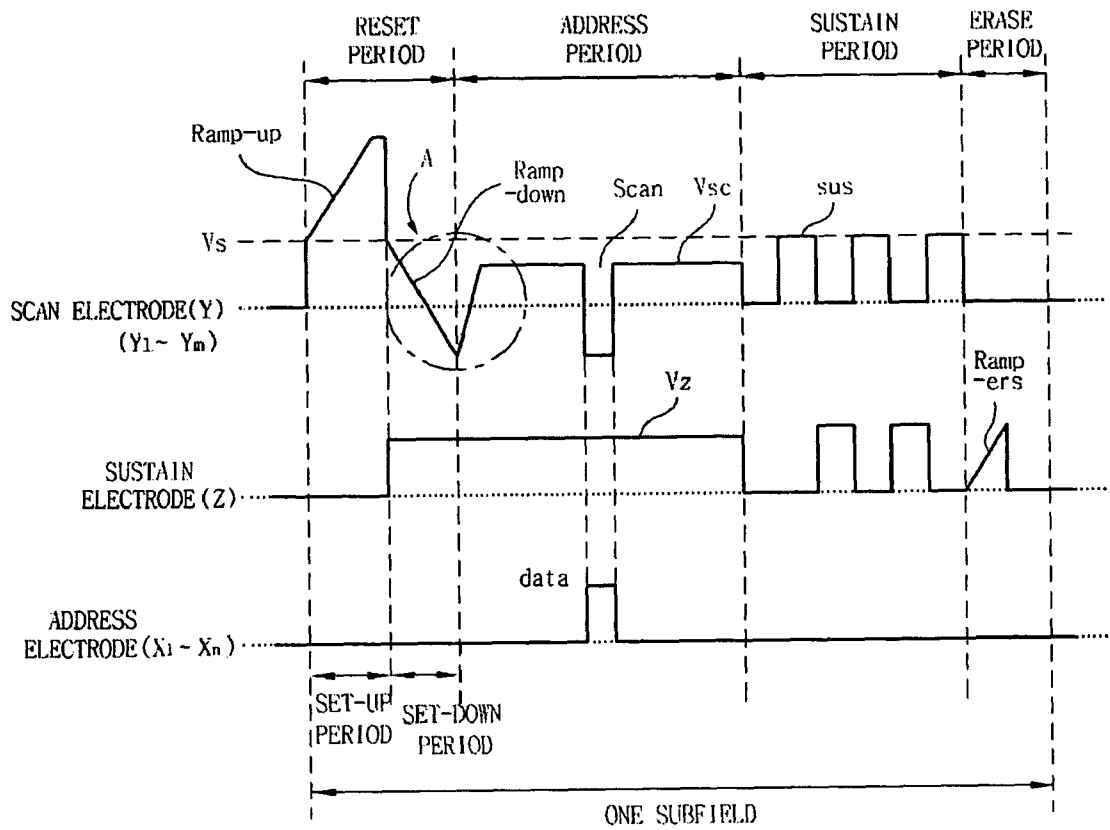 RESET
PERIOD
ADDRESS
PERIOD
SUSTAIN
PERIOD
ERASE
PERIOD
Ramp-up
A
Ramp
-down
Scan
Vsc
sus
Vs
SCAN ELECTRODE(Y)
(Y1~ Ym)
Vz
Ramp
-ers
SUSTAIN
ELECTRODE(Z)
data
ADDRESS
ELECTRODE(X1~Xn)
SET-UP
PERIOD
SET-DOWN
PERIOD
ONE SUBFIELD